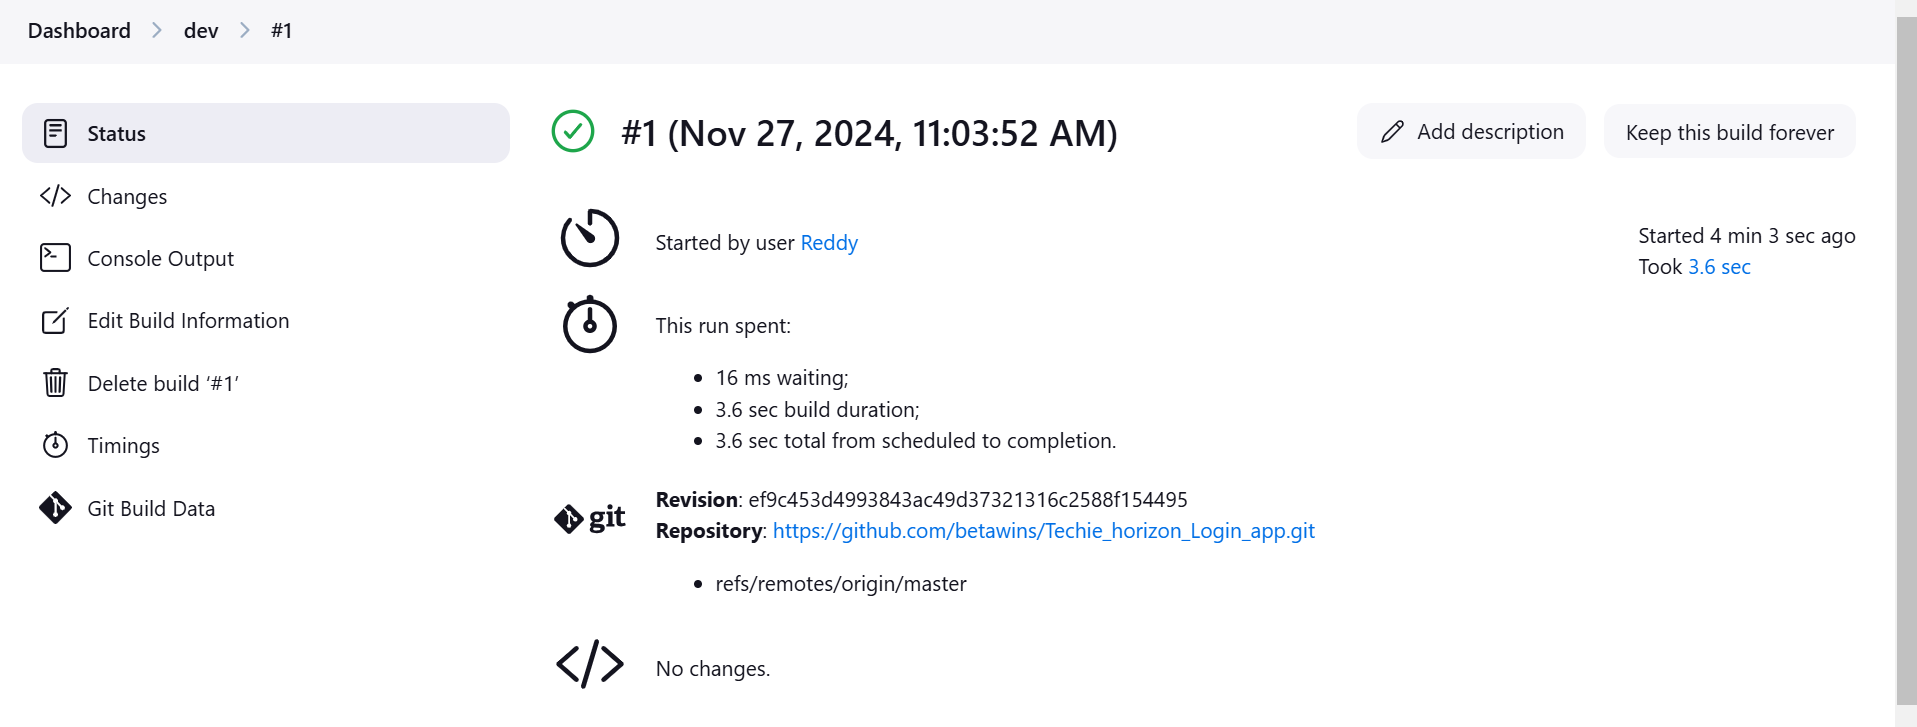 Dashboard > dev > #1
Status
Changes
Console Output
Edit Build Information
Delete build ‘#1’
Timings
Git Build Data
#1 (Nov 27, 2024, 11:03:52 AM)
Add description
Keep this build forever
Started by user Reddy
Started 4 min 3 sec ago
Took 3.6 sec
This run spent:
• 16 ms waiting;
• 3.6 sec build duration;
• 3.6 sec total from scheduled to completion.
git
Revision: ef9c453d4993843ac49d37321316c2588f154495
Repository: https://github.com/betawins/Techie_horizon_Login_app.git
• refs/remotes/origin/master
No changes.